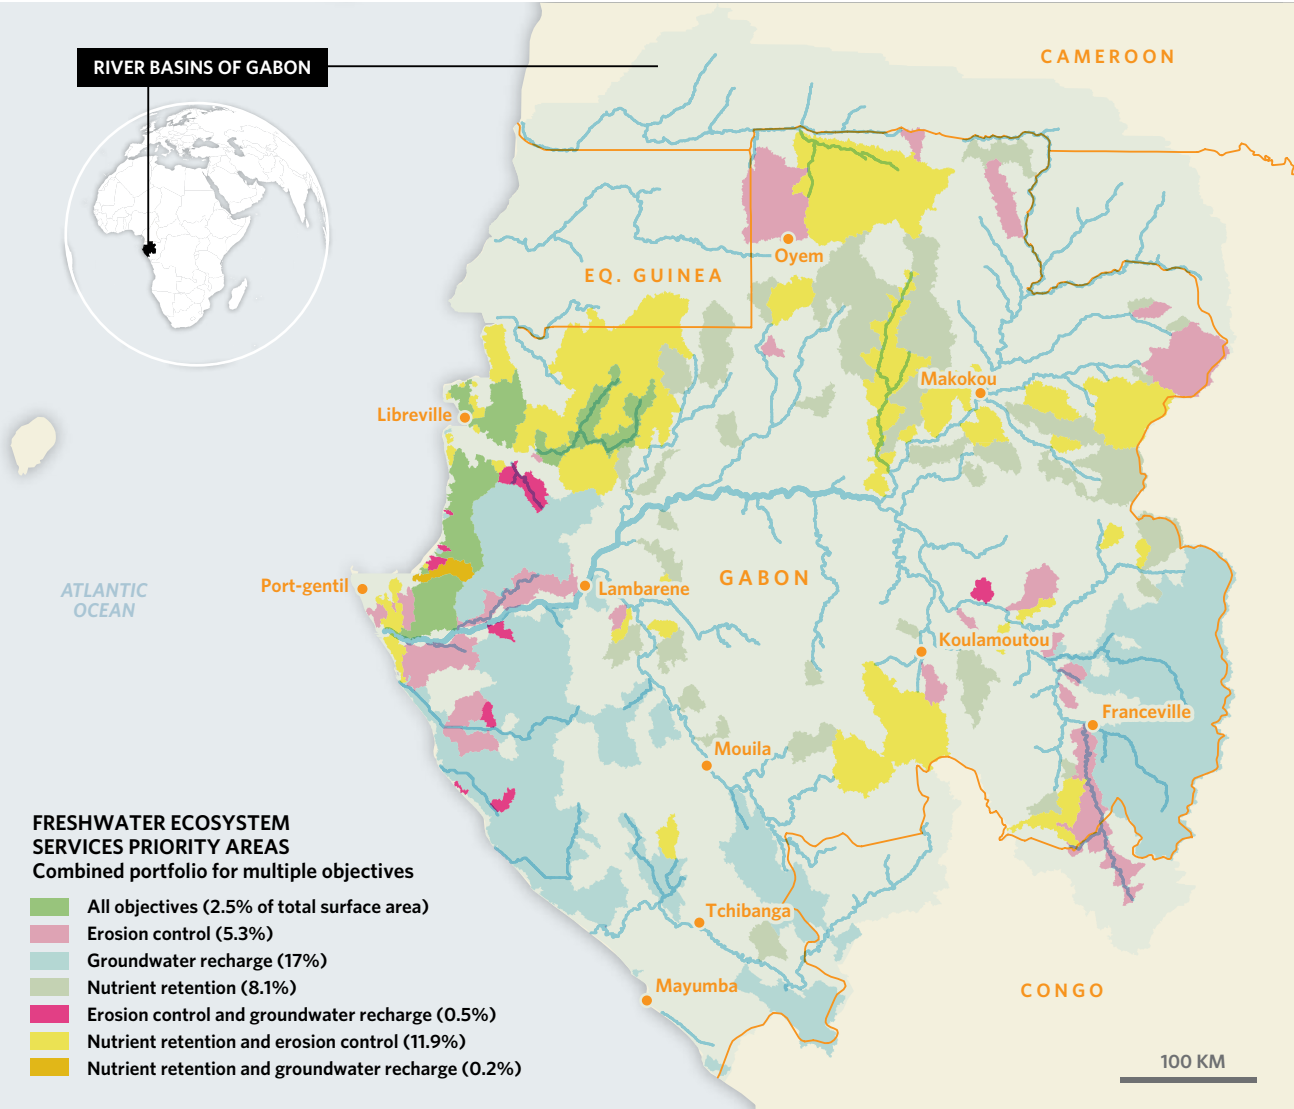 RIVER BASINS OF GABON
CAMEROON
Oyem
EQ. GUINEA
Makokou
Libreville
ATLANTIC
OCEAN
Port-gentil
Lambarene
GABON
Koulamoutou
Franceville
Mouila
Tchibanga
Mayumba
CONGO
FRESHWATER ECOSYSTEM
SERVICES PRIORITY AREAS
Combined portfolio for multiple objectives
All objectives (2.5% of total surface area)
Erosion control (5.3%)
Groundwater recharge (17%)
Nutrient retention (8.1%)
Erosion control and groundwater recharge (0.5%)
Nutrient retention and erosion control (11.9%)
Nutrient retention and groundwater recharge (0.2%)
100 KM